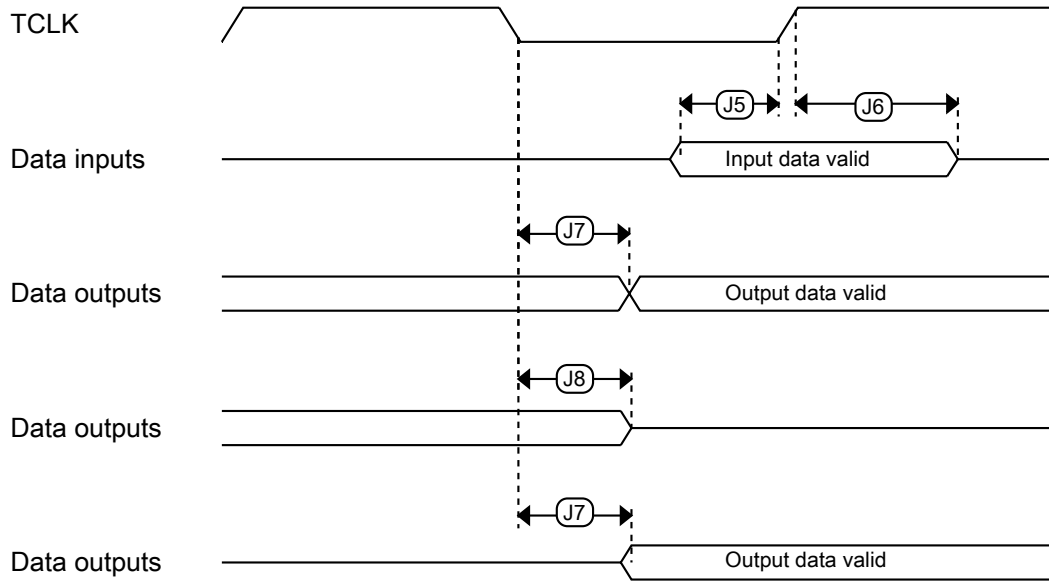 TCLK
J5
J6
Data inputs
Input data valid
J7
Data outputs
Output data valid
J8
Data outputs
J7
Data outputs
Output data valid